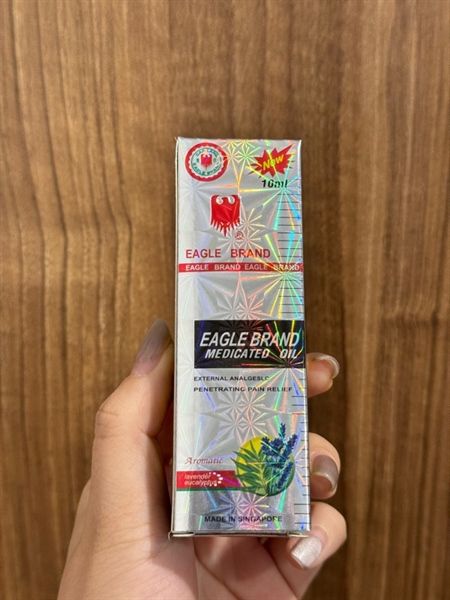 New
10ml
EAGLE BRAND
EAGLE BRAND EAGLE BRAND
EAGLE BRAND
MEDICATED OIL
EXTERNAL ANALGESIC
PENETRATING PAIN RELIEF
Aromatic
lavender
eucalyptus
MADE IN SINGAPORE